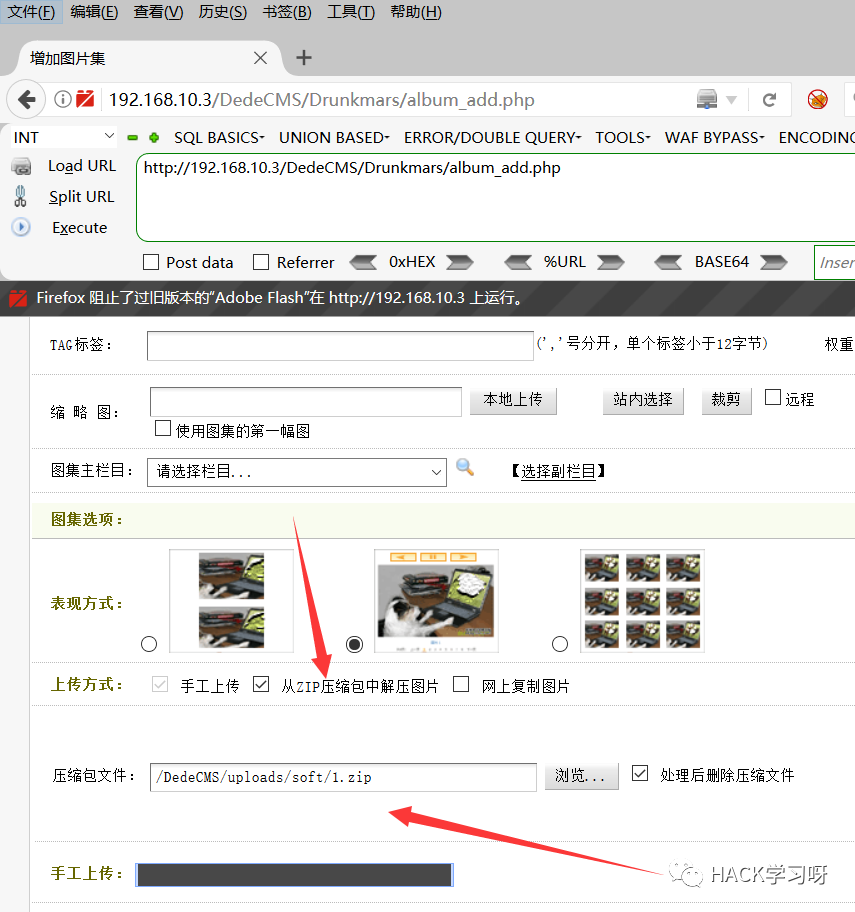 文件(F) 编辑(E) 查看(V) 历史(S) 书签(B) 工具(T) 帮助(H)
增加图片集
192.168.10.3/DedeCMS/Drunkmars/album_add.php
INT SQL BASICS UNION BASED ERROR/DOUBLE QUERY TOOLS WAF BYPASS ENCODING
Load URL http://192.168.10.3/DedeCMS/Drunkmars/album_add.php
Split URL
Execute
Post data Referrer 0xHEX %URL BASE64 Inser
Firefox 阻止了过旧版本的“Adobe Flash”在 http://192.168.10.3 上运行。
TAG标签： (','号分开，单个标签小于12字节) 权重
缩 略 图： 本地上传 站内选择 裁剪 远程
使用图集的第一幅图
图集主栏目： 请选择栏目... 【选择副栏目】
图集选项：
表现方式：
上传方式： 手工上传 从ZIP压缩包中解压图片 网上复制图片
压缩包文件： /DedeCMS/uploads/soft/1.zip 浏览... 处理后删除压缩文件
手工上传：
HACK学习呀